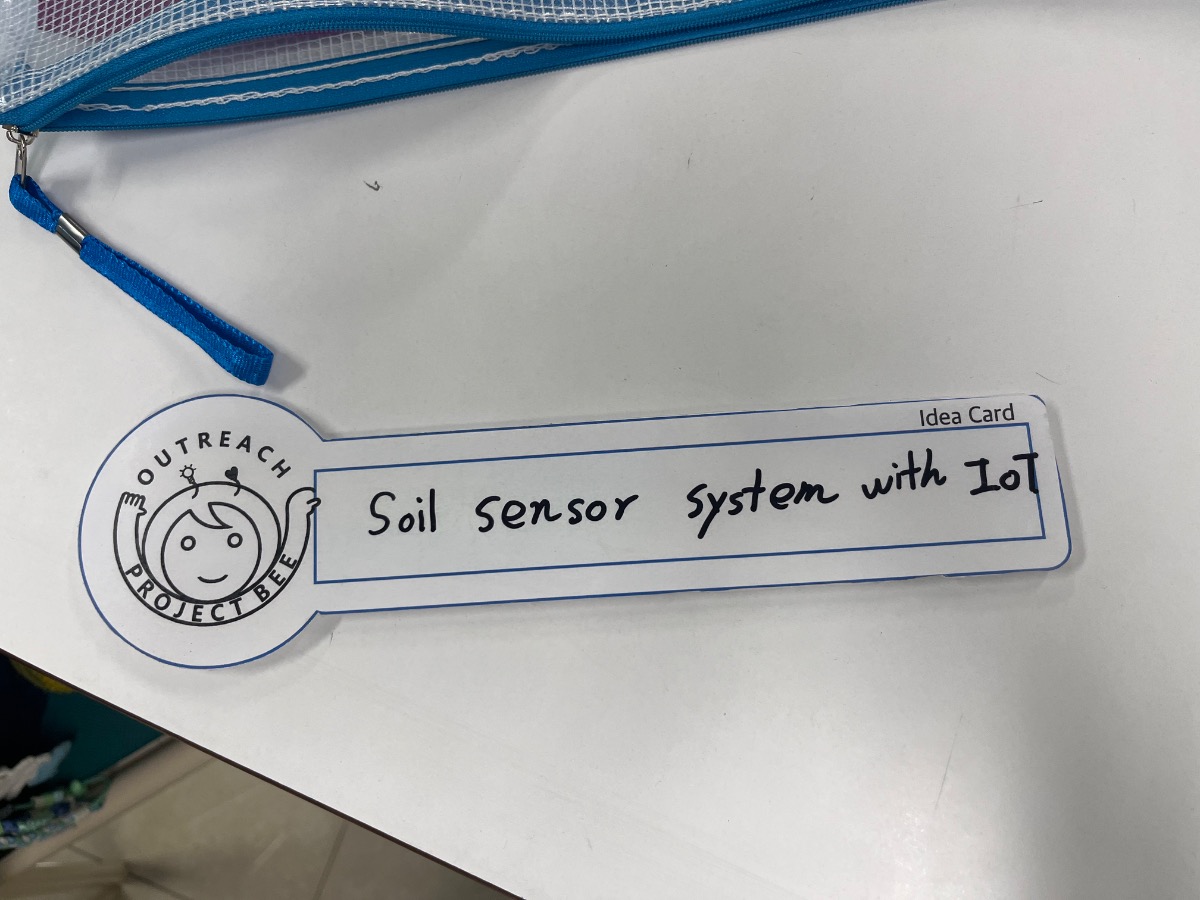 OUTREACH
PROJECT BEE
Idea Card
Soil sensor system with IoT